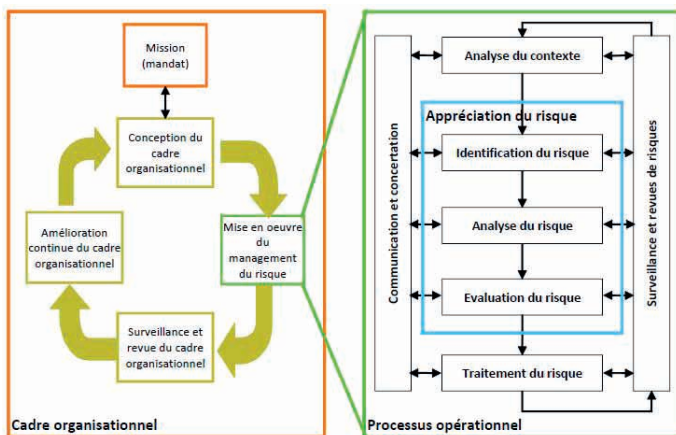 Mission
(mandat)
Conception du
cadre
organisationnel
Mise en oeuvre
du
management
du risque
Surveillance et
revue du cadre
organisationnel
Amélioration
continue du cadre
organisationnel
Cadre organisationnel
Communication et concertation
Analyse du contexte
Appréciation du risque
Identification du risque
Analyse du risque
Evaluation du risque
Traitement du risque
Surveillance et revues de risques
Processus opérationnel